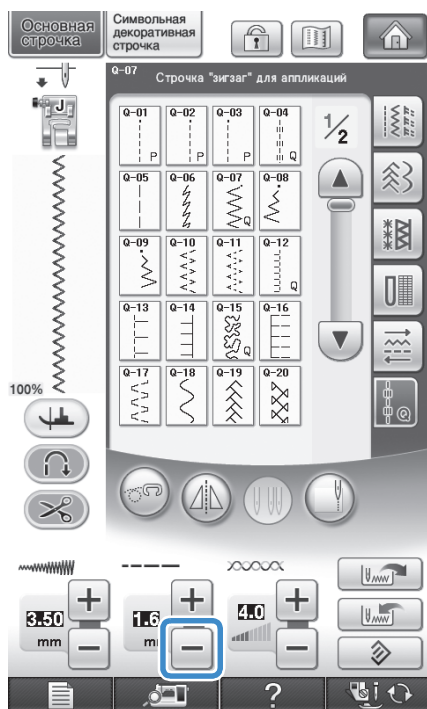 Основная
строчка
Символьная
декоративная
строчка
Q-07
Строчка "зигзаг" для аппликаций
J
Q-01 Q-02 Q-03 Q-04
P P P Q
1/2
Q-05 Q-06 Q-07 Q-08
Q
Q-09 Q-10 Q-11 Q-12
Q
Q-13 Q-14 Q-15 Q-16
Q
Q-17 Q-18 Q-19 Q-20
Q
100%
3.50 + 1.6 + 4.0 +
mm − m − −
?